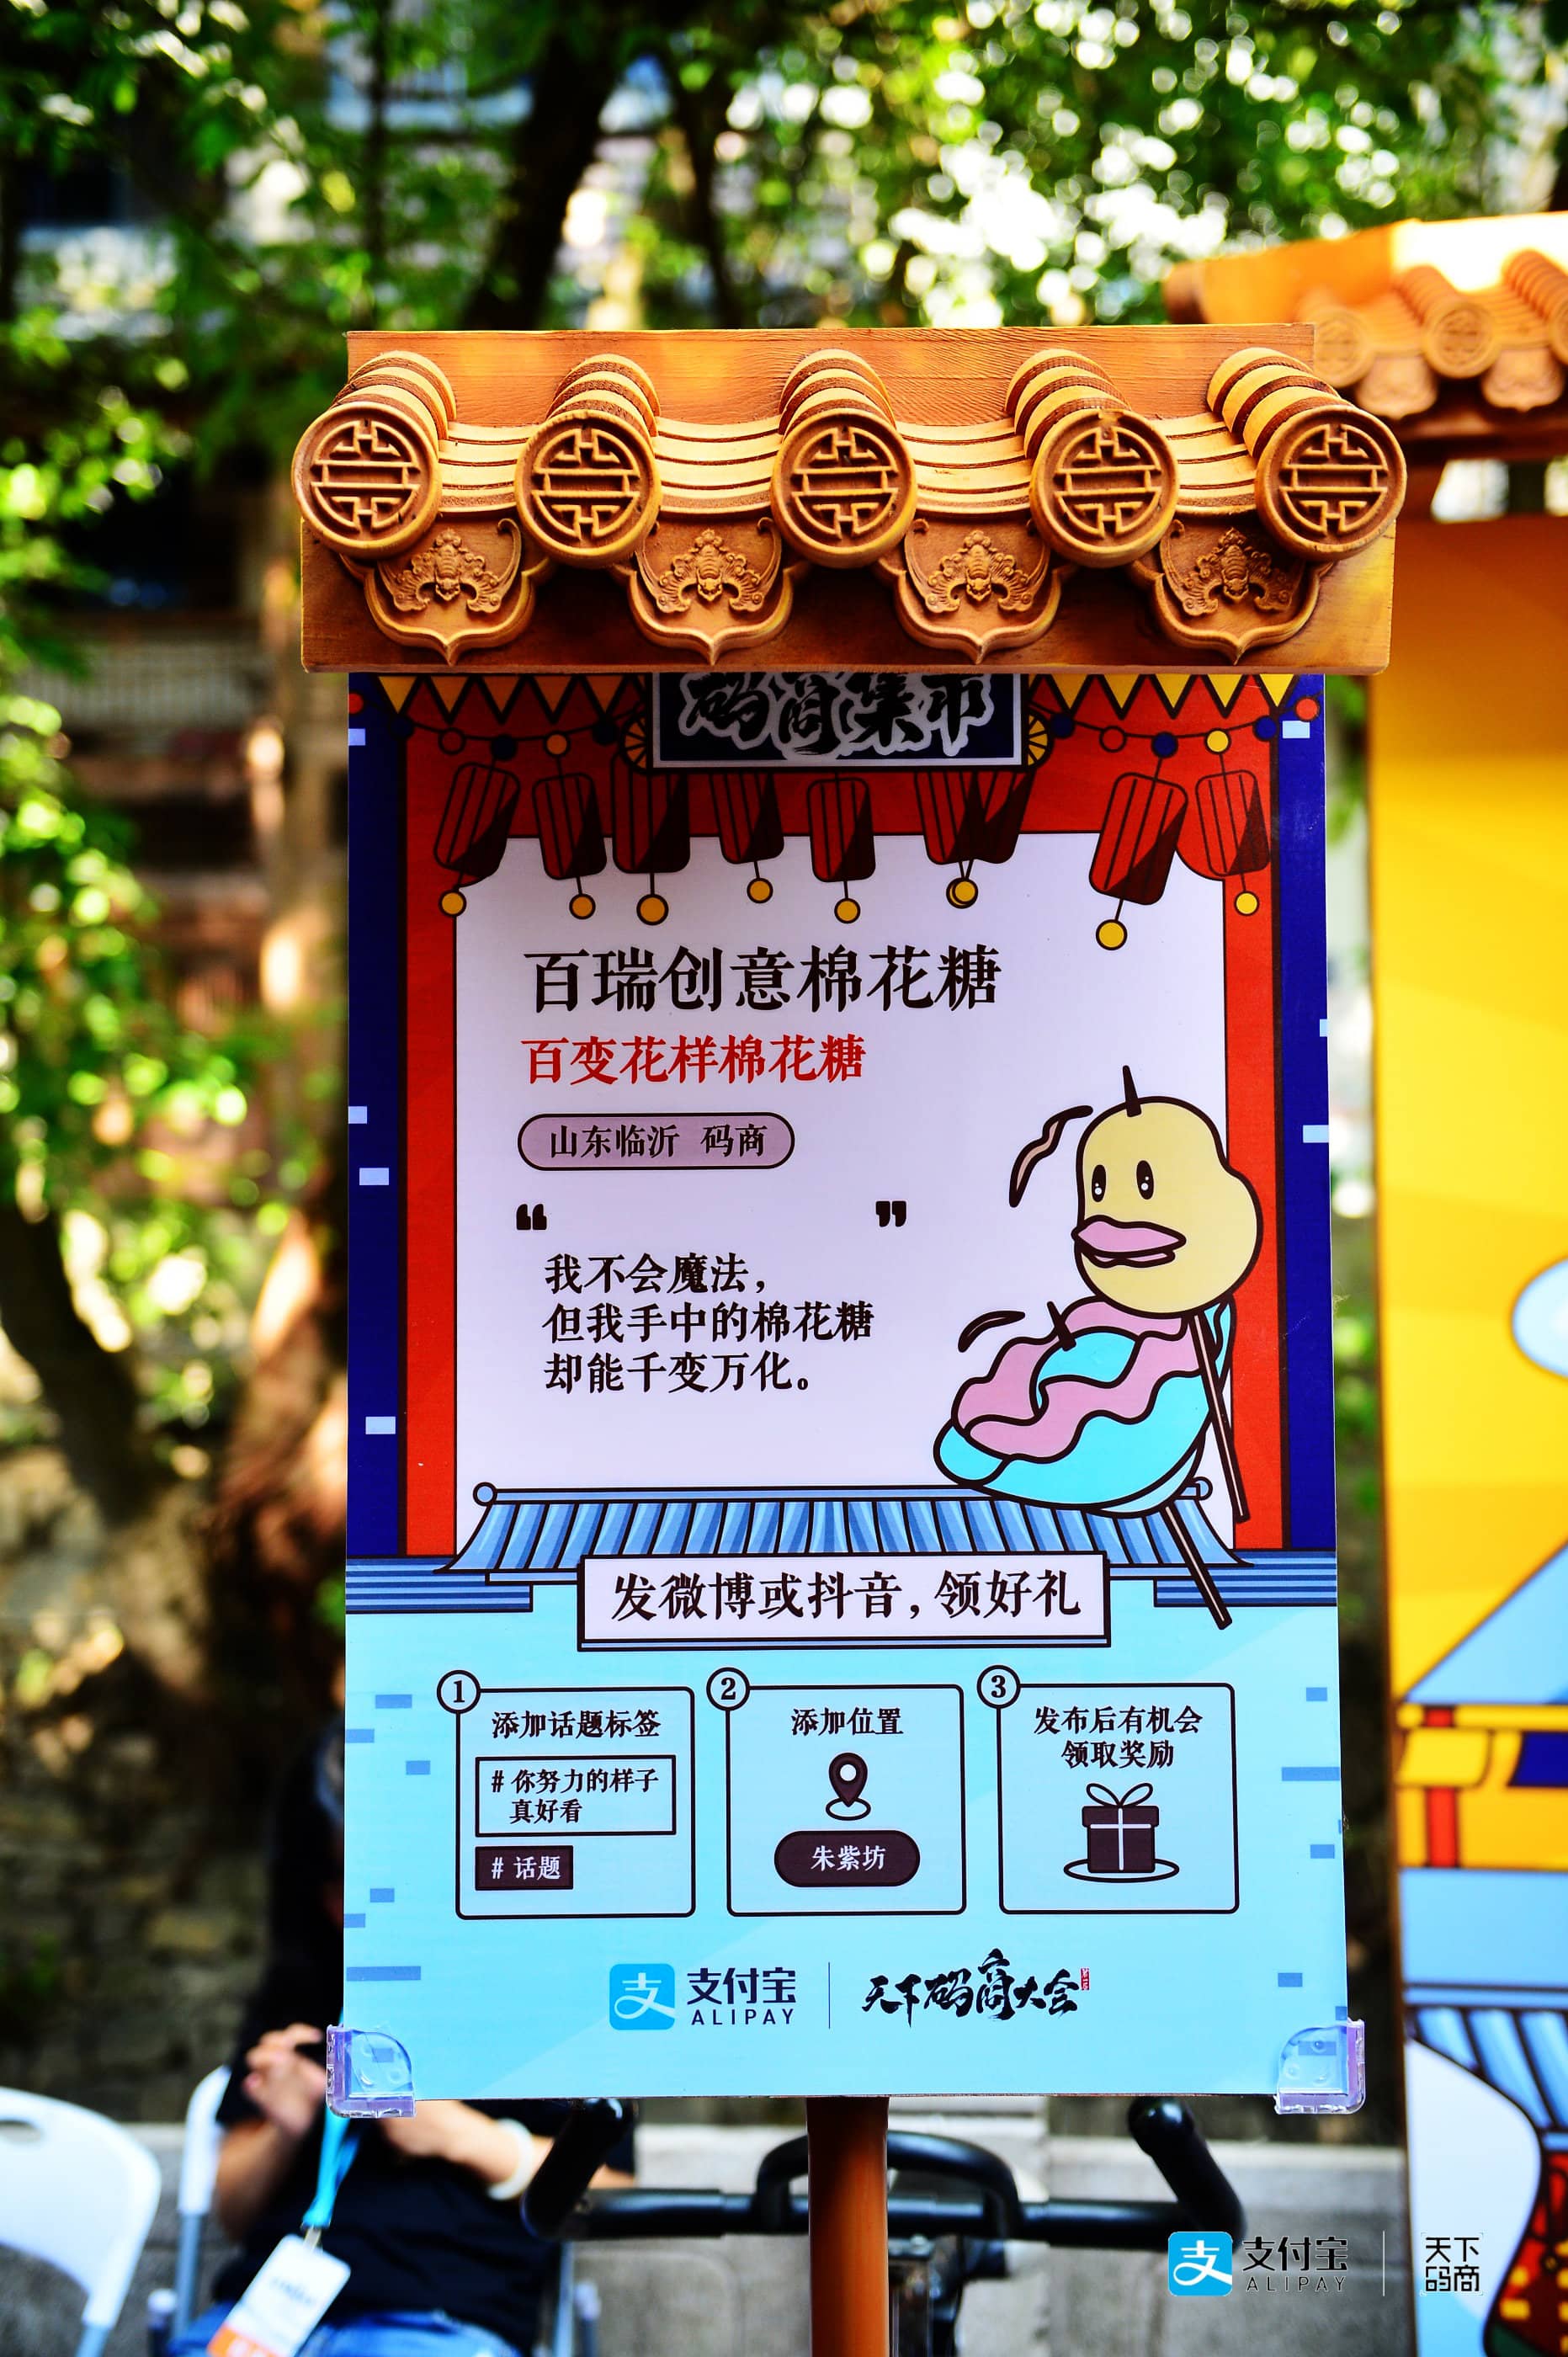 码商集市
百瑞创意棉花糖
百变花样棉花糖
山东临沂 码商
“ ”
我不会魔法，
但我手中的棉花糖
却能千变万化。
发微博或抖音，领好礼
1
添加话题标签
# 你努力的样子
真好看
# 话题
2
添加位置
朱紫坊
3
发布后有机会
领取奖励
支 支付宝
ALIPAY
天下码商大会
支 支付宝
ALIPAY
天下
码商